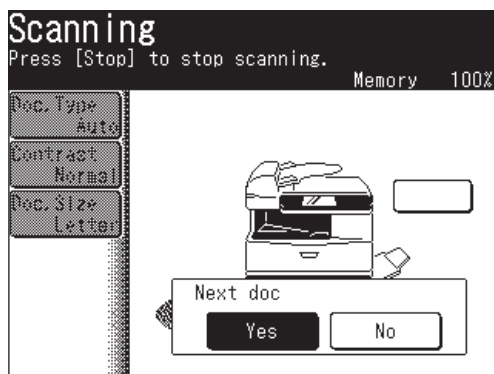 Scanning
Press [Stop] to stop scanning.
Memory 100%
Doc.Type
Auto
Contrast
Normal
Doc.Size
Letter
Next doc
Yes No